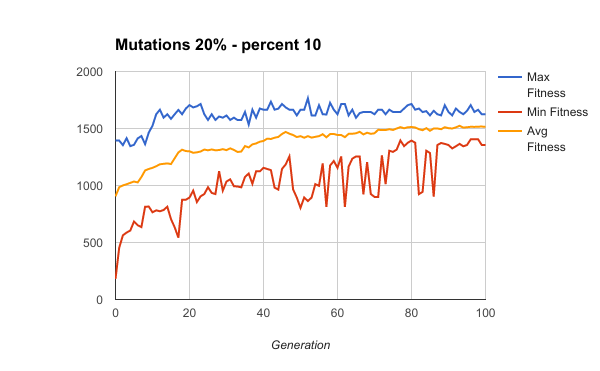 Mutations 20% - percent 10
2000
1500
1000
500
0
0 20 40 60 80 100
Generation
Max
Fitness
Min Fitness
Avg
Fitness